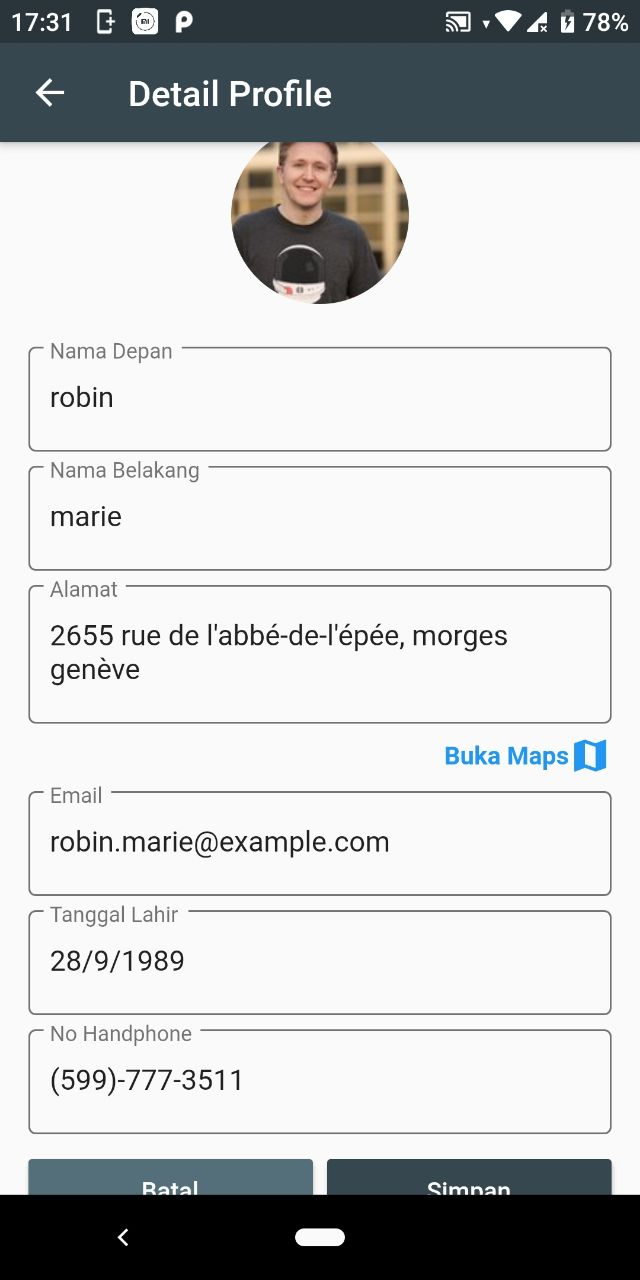 17:31
78%
Detail Profile
Nama Depan
robin
Nama Belakang
marie
Alamat
2655 rue de l'abbé-de-l'épée, morges
genève
Buka Maps
Email
robin.marie@example.com
Tanggal Lahir
28/9/1989
No Handphone
(599)-777-3511
Batal
Simpan